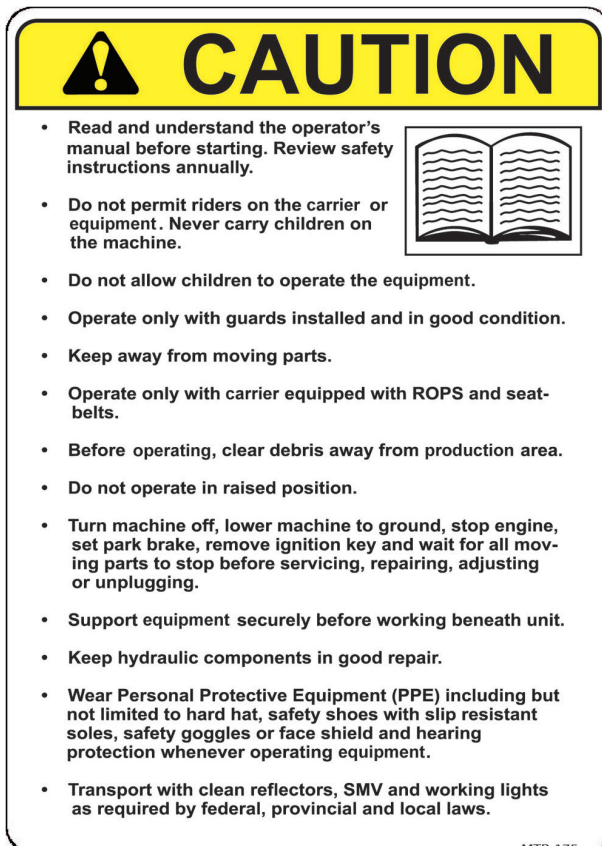 CAUTION
• Read and understand the operator's
manual before starting. Review safety
instructions annually.
• Do not permit riders on the carrier or
equipment. Never carry children on
the machine.
• Do not allow children to operate the equipment.
• Operate only with guards installed and in good condition.
• Keep away from moving parts.
• Operate only with carrier equipped with ROPS and seat-
belts.
• Before operating, clear debris away from production area.
• Do not operate in raised position.
• Turn machine off, lower machine to ground, stop engine,
set park brake, remove ignition key and wait for all mov-
ing parts to stop before servicing, repairing, adjusting
or unplugging.
• Support equipment securely before working beneath unit.
• Keep hydraulic components in good repair.
• Wear Personal Protective Equipment (PPE) including but
not limited to hard hat, safety shoes with slip resistant
soles, safety goggles or face shield and hearing
protection whenever operating equipment.
• Transport with clean reflectors, SMV and working lights
as required by federal, provincial and local laws.